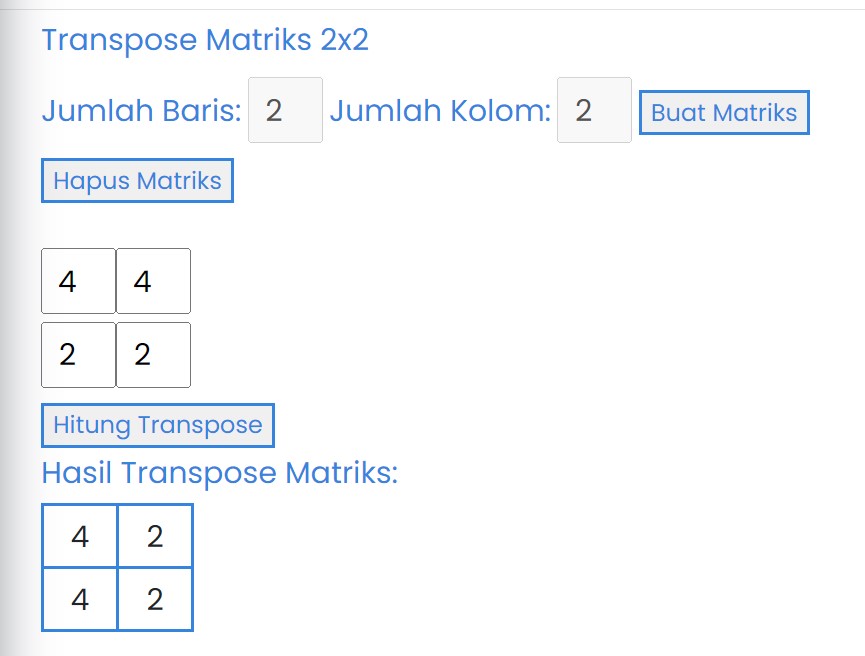 Transpose Matriks 2x2
Jumlah Baris: 2 Jumlah Kolom: 2 Buat Matriks
Hapus Matriks
4 4
2 2
Hitung Transpose
Hasil Transpose Matriks:
4 2
4 2